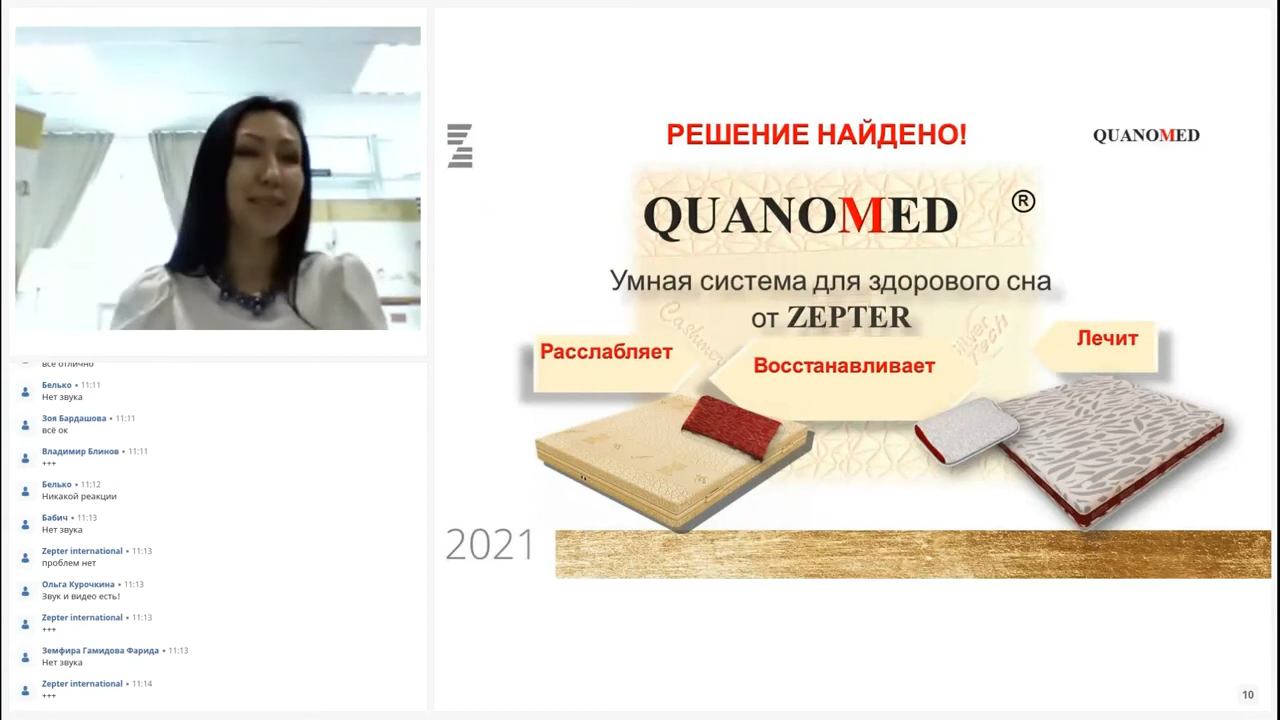 все отлично
Белько • 11:11
Нет звука
Зоя Бардашова • 11:11
всё ок
Владимир Блинов • 11:11
+++
Белько • 11:12
Никакой реакции
Бабич • 11:13
Нет звука
Zepter international • 11:13
проблем нет
Ольга Курочкина • 11:13
Звук и видео есть!
Zepter international • 11:13
+++
Земфира Гамидова Фарида • 11:13
Нет звука
Zepter international • 11:14
+++
РЕШЕНИЕ НАЙДЕНО!
QUANOMED
QUANOMED ®
Умная система для здорового сна
от ZEPTER
Cashmere
Silver Tech
Расслабляет
Восстанавливает
Лечит
2021
10